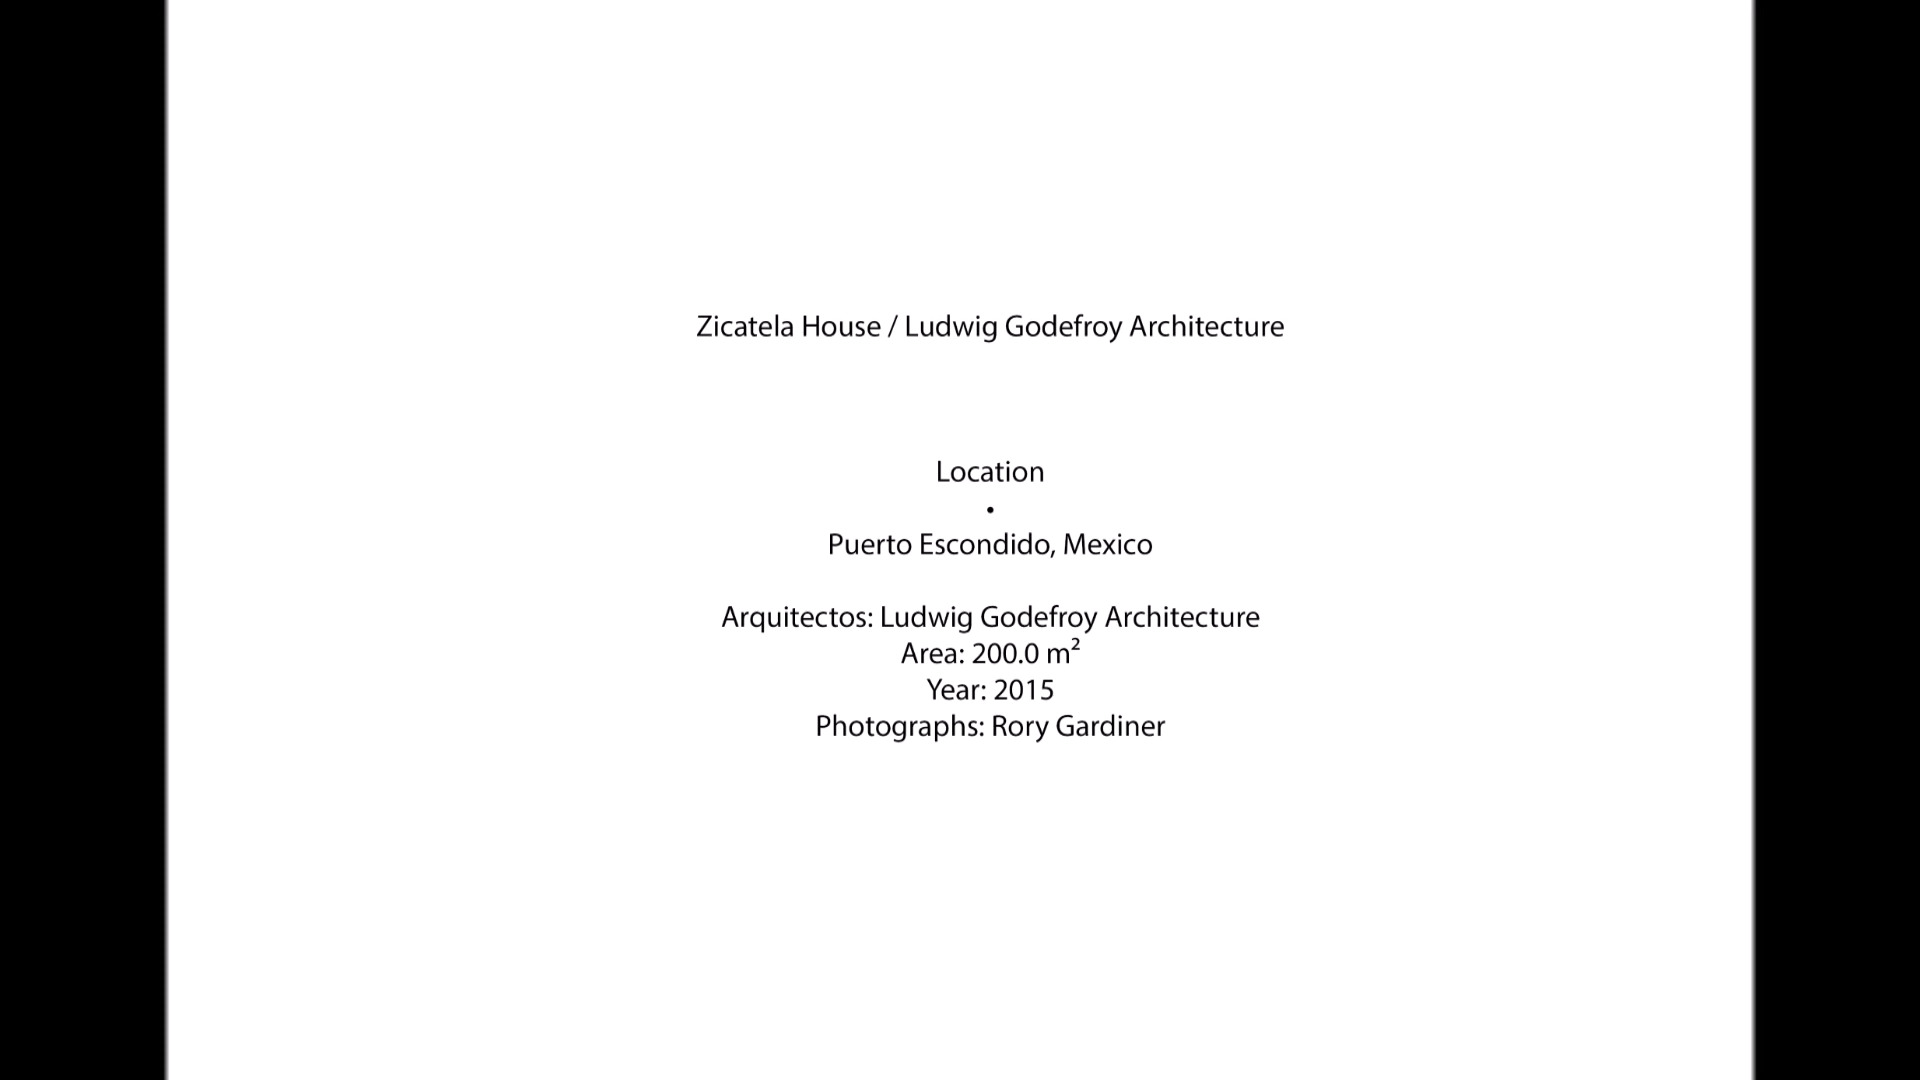 Zicatela House / Ludwig Godefroy Architecture
Location
•
Puerto Escondido, Mexico
Arquitectos: Ludwig Godefroy Architecture
Area: 200.0 m²
Year: 2015
Photographs: Rory Gardiner